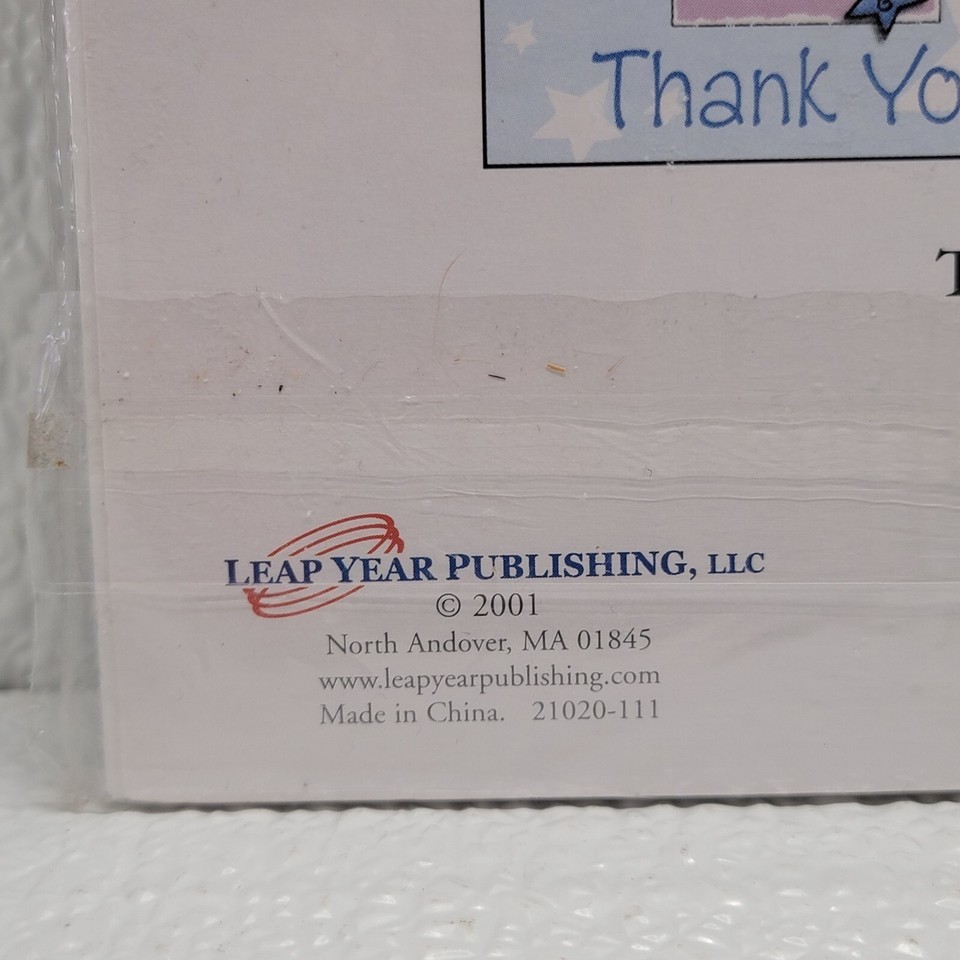 Thank Yo
T
LEAP YEAR PUBLISHING, LLC
© 2001
North Andover, MA 01845
www.leapyearpublishing.com
Made in China. 21020-111